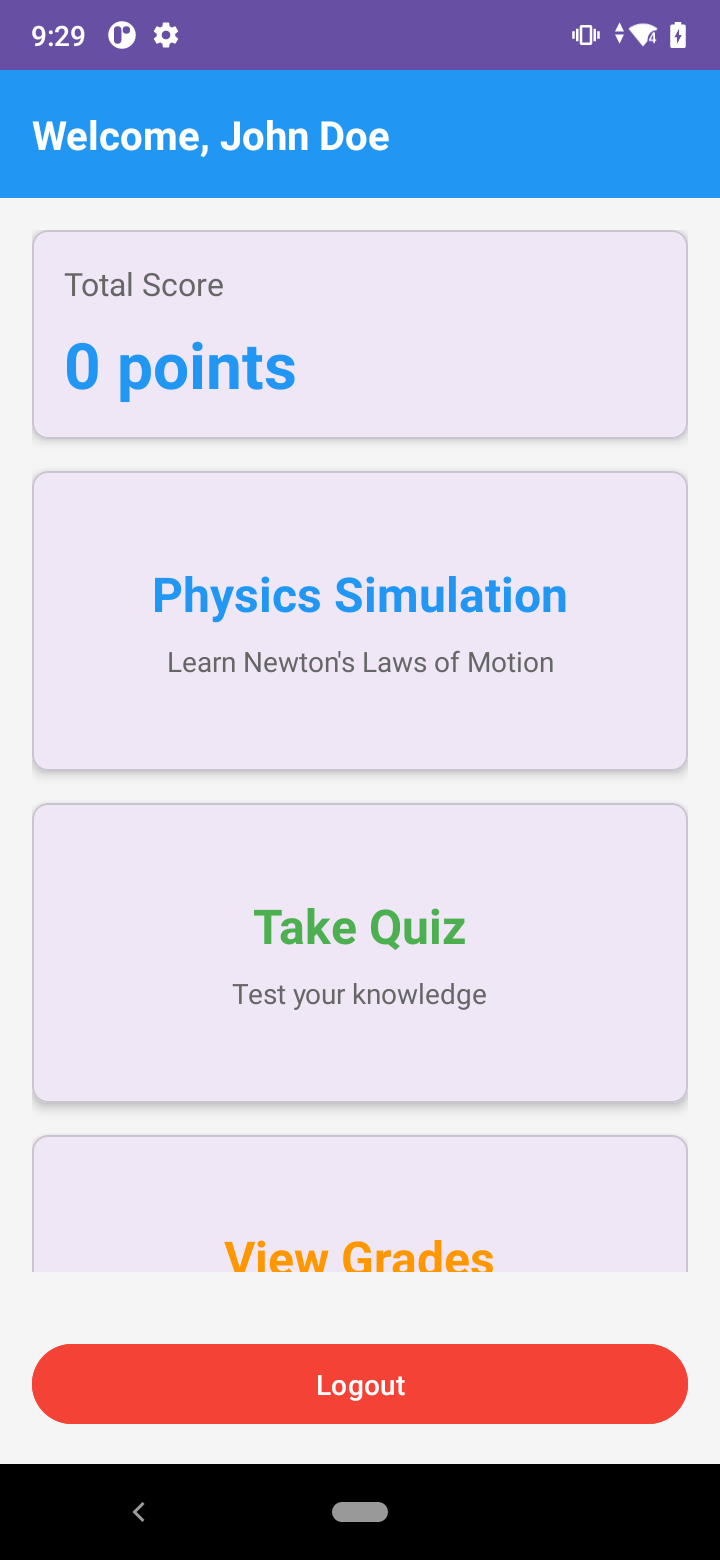 9:29
Welcome, John Doe
Total Score
0 points
Physics Simulation
Learn Newton's Laws of Motion
Take Quiz
Test your knowledge
View Grades
Logout